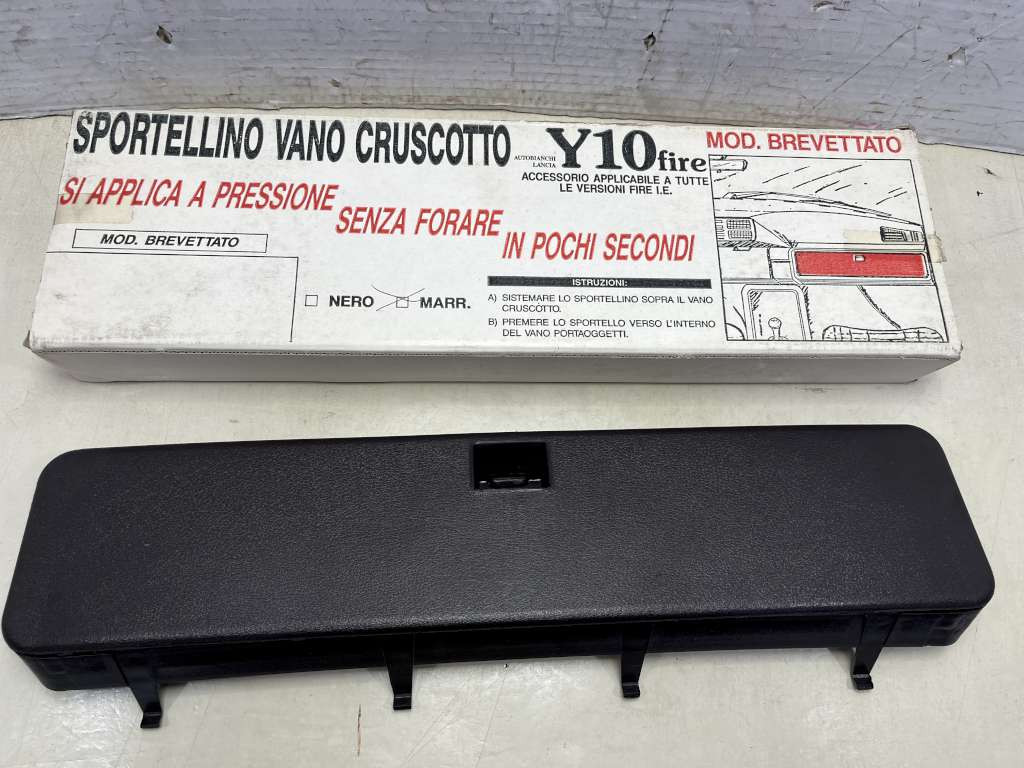 SPORTELLINO VANO CRUSCOTTO
AUTOBIANCHI
LANCIA
Y10 fire
MOD. BREVETTATO
ACCESSORIO APPLICABILE A TUTTE
LE VERSIONI FIRE I.E.
SI APPLICA A PRESSIONE
SENZA FORARE
IN POCHI SECONDI
MOD. BREVETTATO
NERO
MARR.
ISTRUZIONI:
A) SISTEMARE LO SPORTELLINO SOPRA IL VANO
CRUSCOTTO.
B) PREMERE LO SPORTELLO VERSO L'INTERNO
DEL VANO PORTAOGGETTI.